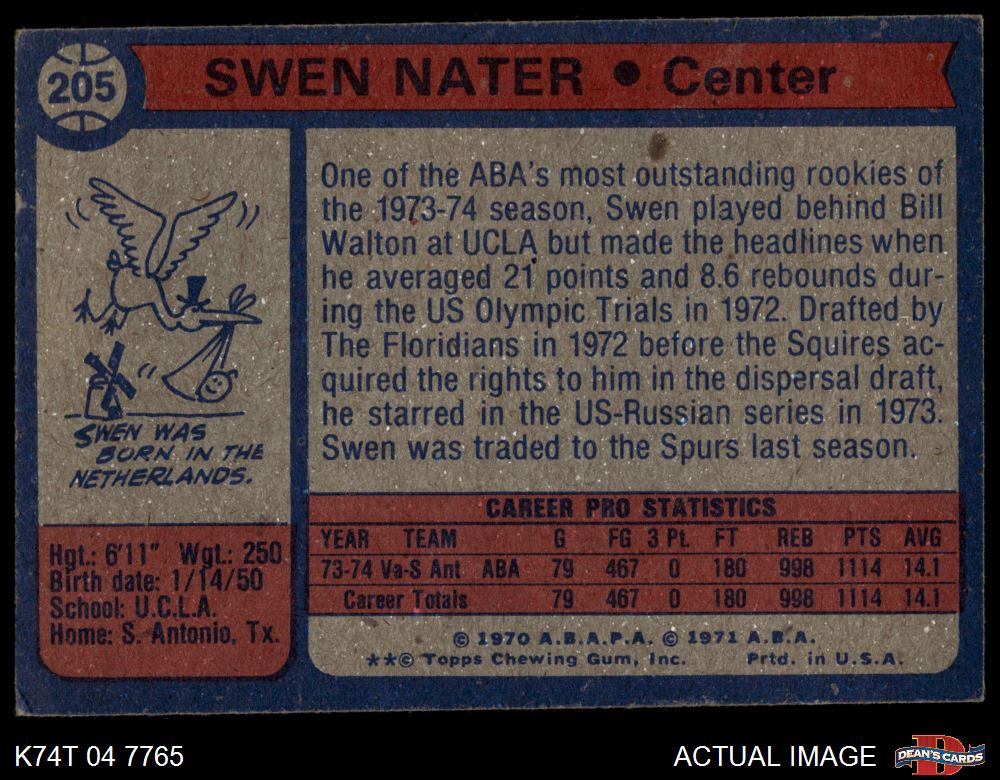 205
SWEN NATER • Center
One of the ABA's most outstanding rookies of
the 1973-74 season, Swen played behind Bill
Walton at UCLA but made the headlines when
he averaged 21 points and 8.6 rebounds dur-
ing the US Olympic Trials in 1972. Drafted by
The Floridians in 1972 before the Squires ac-
quired the rights to him in the dispersal draft,
he starred in the US-Russian series in 1973.
Swen was traded to the Spurs last season.
SWEN WAS
BORN IN THE
NETHERLANDS.
Hgt.: 6'11" Wgt.: 250
Birth date: 1/14/50
School: U.C.L.A.
Home: S. Antonio, Tx.
CAREER PRO STATISTICS
YEAR TEAM G FG 3 Pt. FT REB PTS AVG
73-74 Va-S Ant ABA 79 467 0 180 998 1114 14.1
Career Totals 79 467 0 180 998 1114 14.1
© 1970 A.B.A.P.A. © 1971 A.B.A.
**© Topps Chewing Gum, Inc. Prtd. in U.S.A.
K74T 04 7765
ACTUAL IMAGE
DEAN'S CARDS